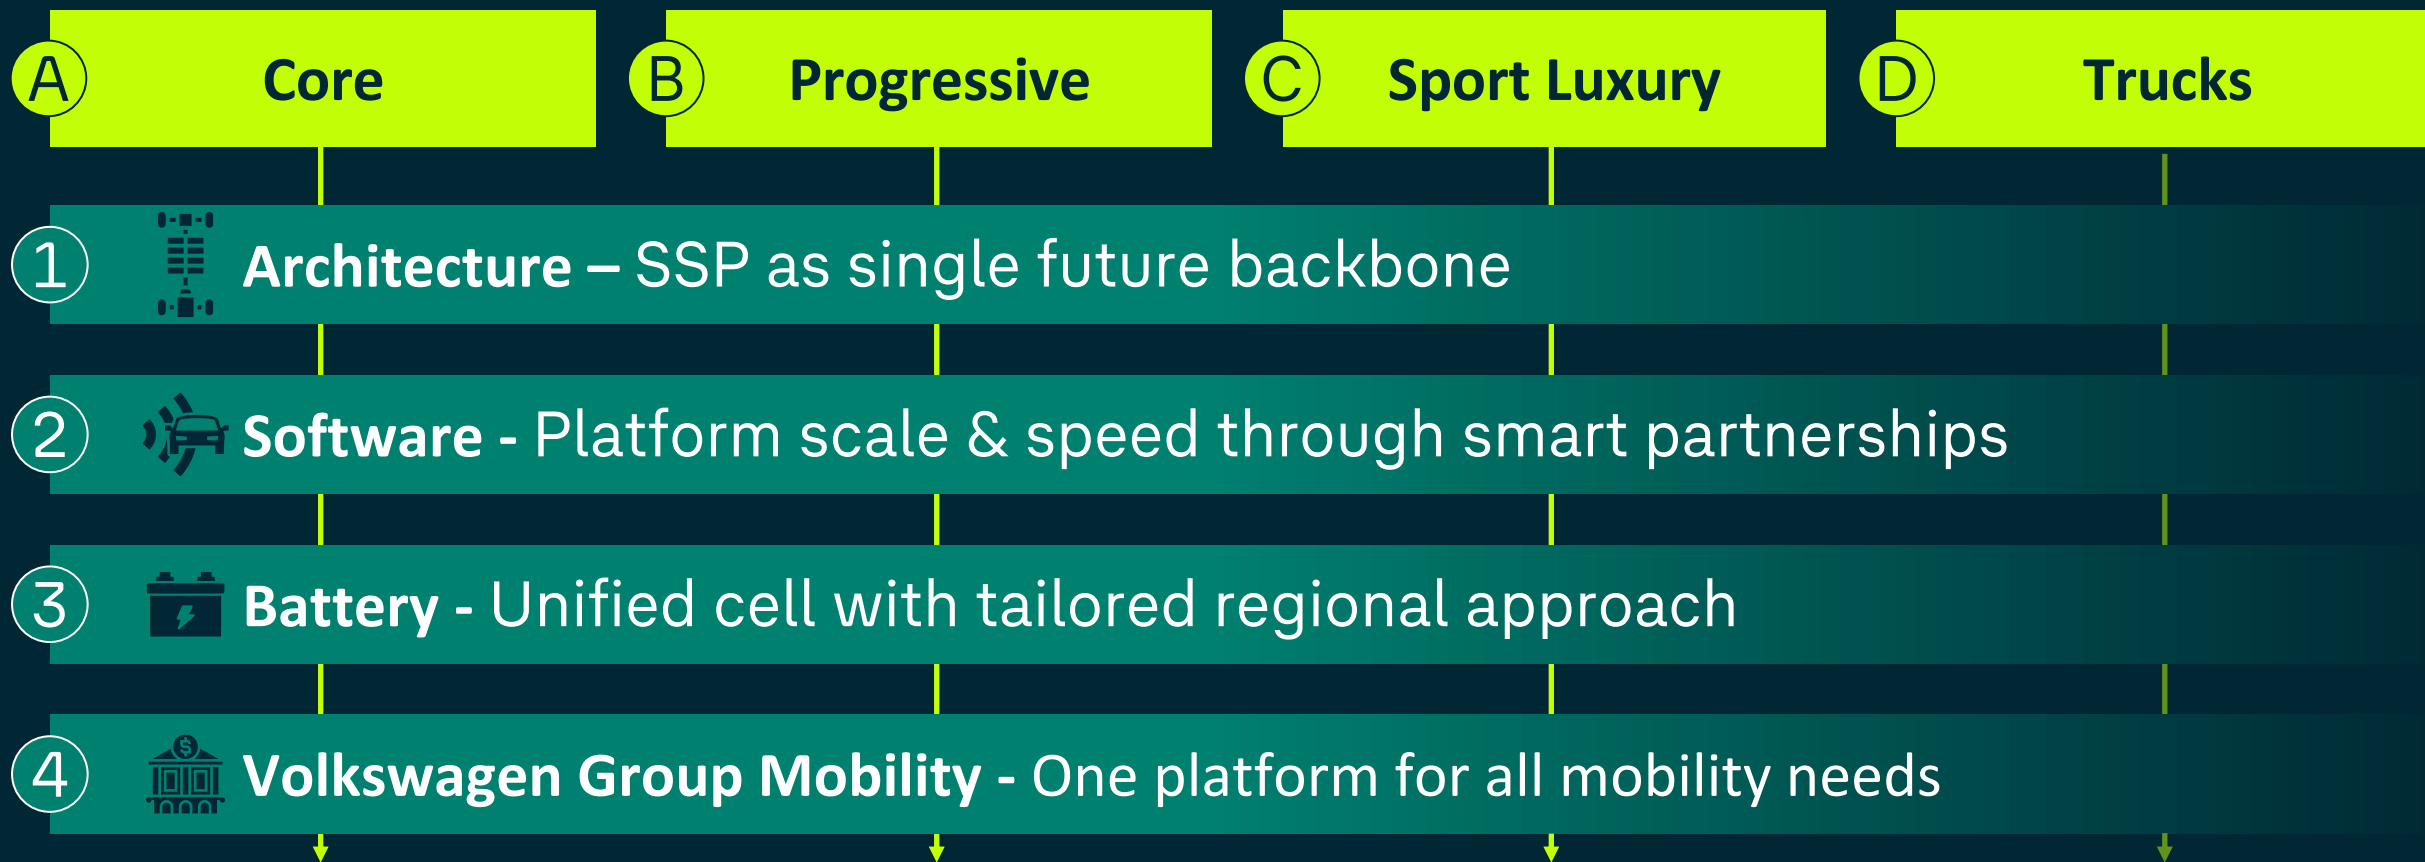 A Core
B Progressive
C Sport Luxury
D Trucks
1 Architecture – SSP as single future backbone
2 Software - Platform scale & speed through smart partnerships
3 Battery - Unified cell with tailored regional approach
$
4 Volkswagen Group Mobility - One platform for all mobility needs